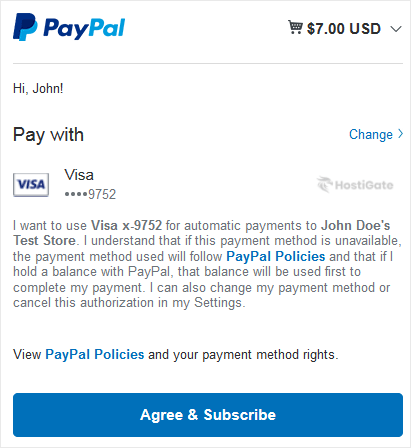 PayPal
$7.00 USD
Hi, John!
Pay with
Change
Visa
VISA
••••9752
HostiGate
I want to use Visa x-9752 for automatic payments to John Doe's
Test Store. I understand that if this payment method is unavailable,
the payment method used will follow PayPal Policies and that if I
hold a balance with PayPal, that balance will be used first to
complete my payment. I can also change my payment method or
cancel this authorization in my Settings.
View PayPal Policies and your payment method rights.
Agree & Subscribe